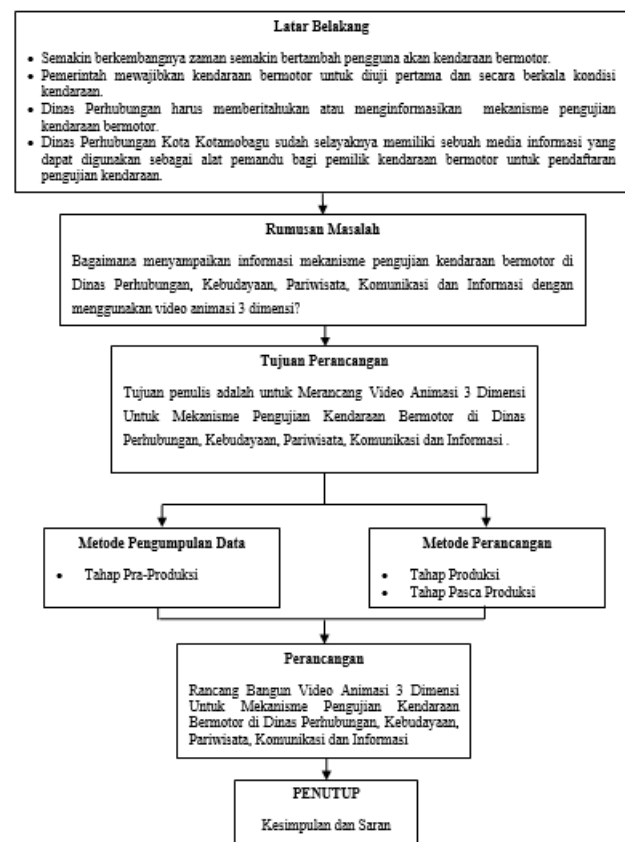 Latar Belakang
• Semakin berkembangnya zaman semakin bertambah pengguna akan kendaraan bermotor.
• Pemerintah mewajibkan kendaraan bermotor untuk diuji pertama dan secara berkala kondisi
kendaraan.
• Dinas Perhubungan harus memberitahukan atau menginformasikan mekanisme pengujian
kendaraan bermotor.
• Dinas Perhubungan Kota Kotamobagu sudah selayaknya memiliki sebuah media informasi yang
dapat digunakan sebagai alat pemandu bagi pemilik kendaraan bermotor untuk pendaftaran
pengujian kendaraan.
Rumusan Masalah
Bagaimana menyampaikan informasi mekanisme pengujian kendaraan bermotor di
Dinas Perhubungan, Kebudayaan, Pariwisata, Komunikasi dan Informasi dengan
menggunakan video animasi 3 dimensi?
Tujuan Perancangan
Tujuan penulis adalah untuk Merancang Video Animasi 3 Dimensi
Untuk Mekanisme Pengujian Kendaraan Bermotor di Dinas
Perhubungan, Kebudayaan, Pariwisata, Komunikasi dan Informasi .
Metode Pengumpulan Data
• Tahap Pra-Produksi
Metode Perancangan
• Tahap Produksi
• Tahap Pasca Produksi
Perancangan
Rancang Bangun Video Animasi 3 Dimensi
Untuk Mekanisme Pengujian Kendaraan
Bermotor di Dinas Perhubungan, Kebudayaan,
Pariwisata, Komunikasi dan Informasi
PENUTUP
Kesimpulan dan Saran